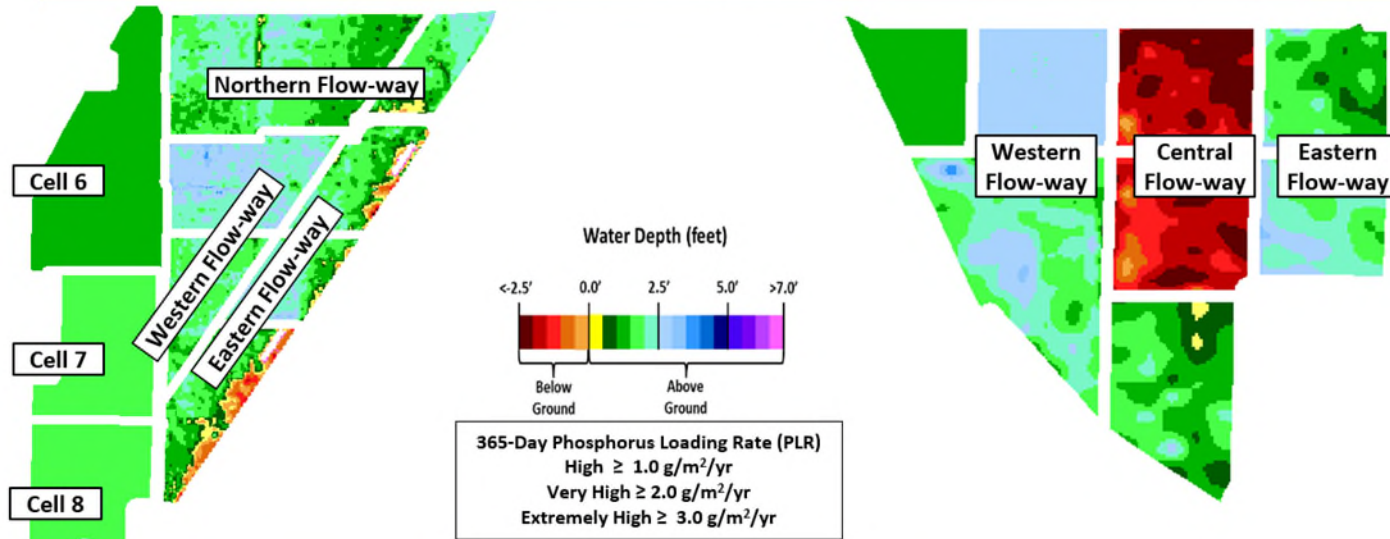 Northern Flow-way
Cell 6
Western Flow-way
Eastern Flow-way
Cell 7
Cell 8
Water Depth (feet)
<-2.5' 0.0' 2.5' 5.0' >7.0'
Below
Ground
Above
Ground
365-Day Phosphorus Loading Rate (PLR)
High ≥ 1.0 g/m²/yr
Very High ≥ 2.0 g/m²/yr
Extremely High ≥ 3.0 g/m²/yr
Western
Flow-way
Central
Flow-way
Eastern
Flow-way